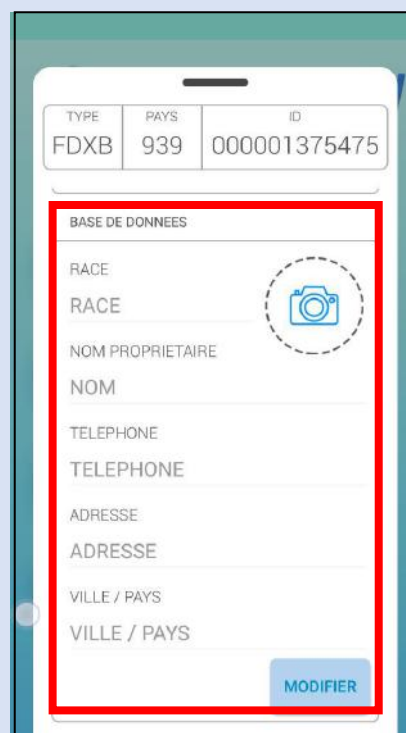 TYPE PAYS ID
FDXB 939 000001375475
BASE DE DONNEES
RACE
RACE
NOM PROPRIETAIRE
NOM
TELEPHONE
TELEPHONE
ADRESSE
ADRESSE
VILLE / PAYS
VILLE / PAYS
MODIFIER